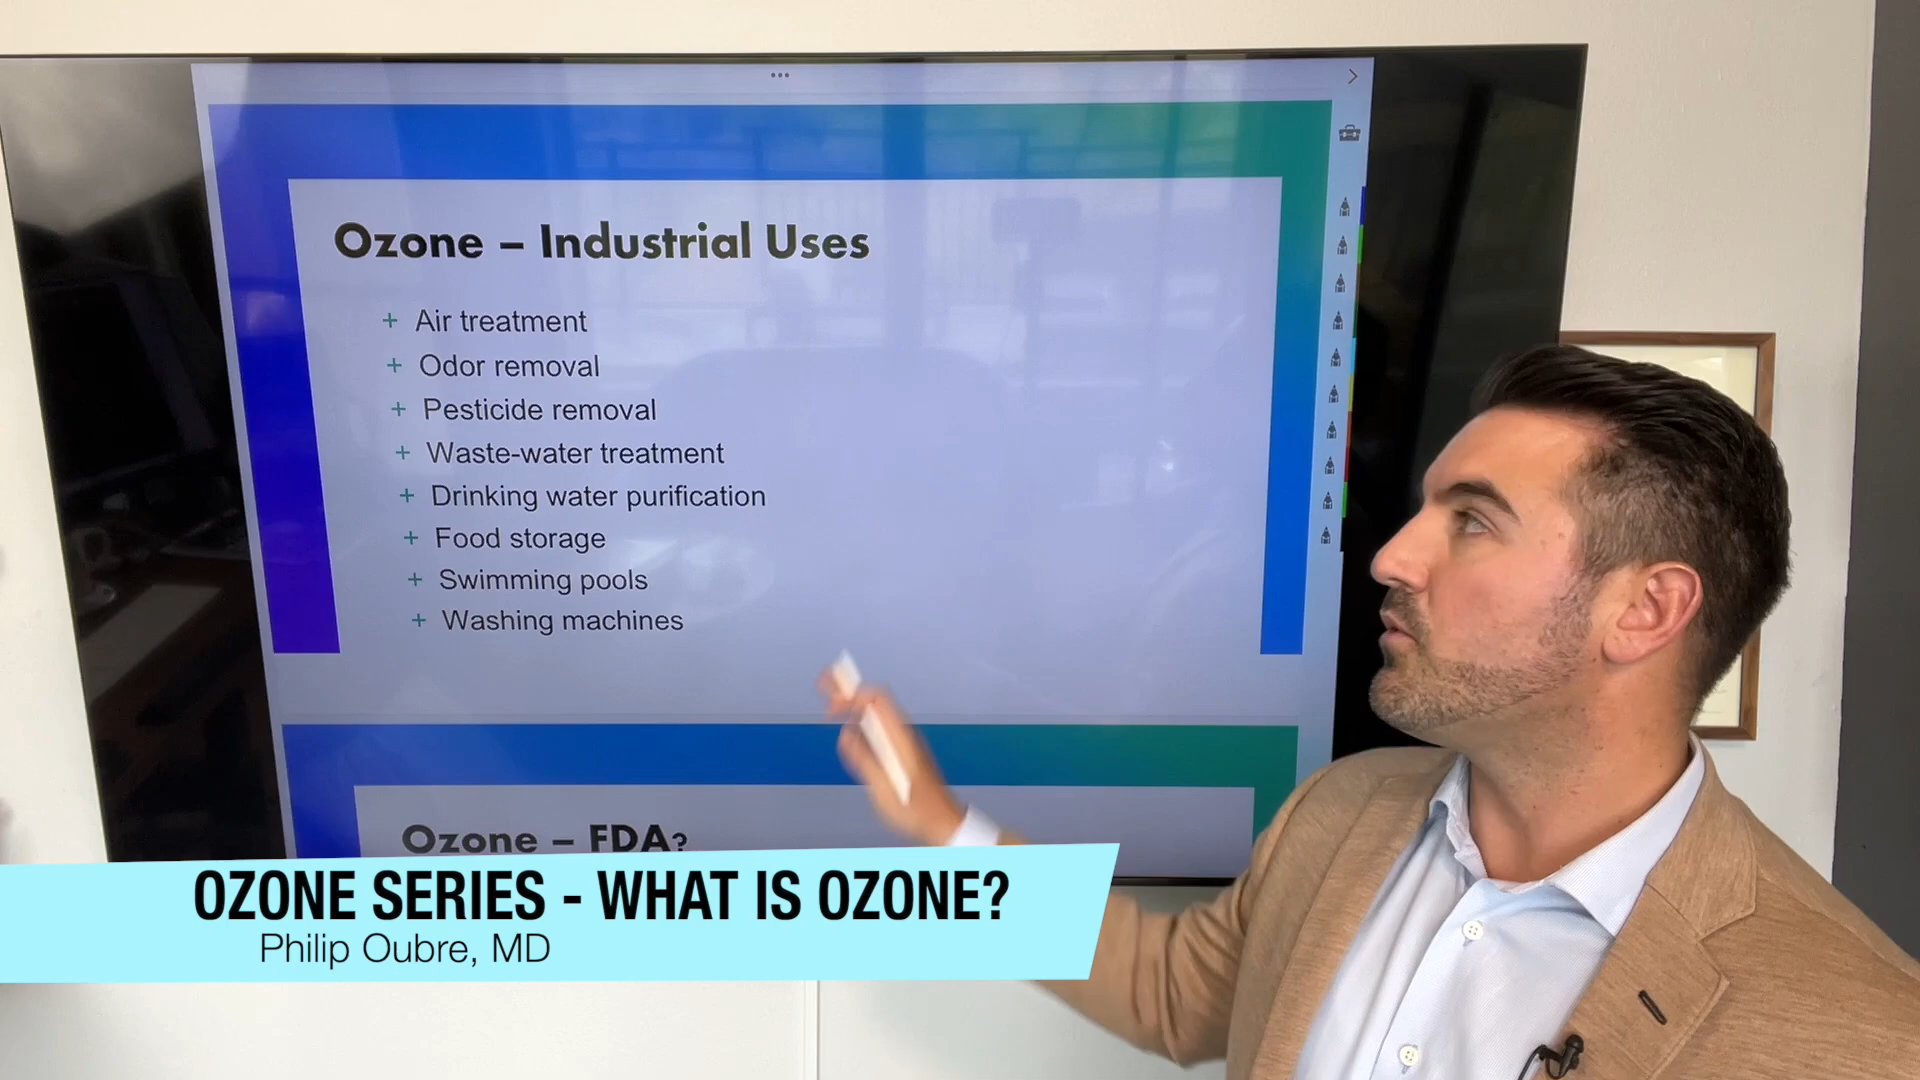 Ozone – Industrial Uses
+ Air treatment
+ Odor removal
+ Pesticide removal
+ Waste-water treatment
+ Drinking water purification
+ Food storage
+ Swimming pools
+ Washing machines
Ozone – FDA?
OZONE SERIES - WHAT IS OZONE?
Philip Oubre, MD